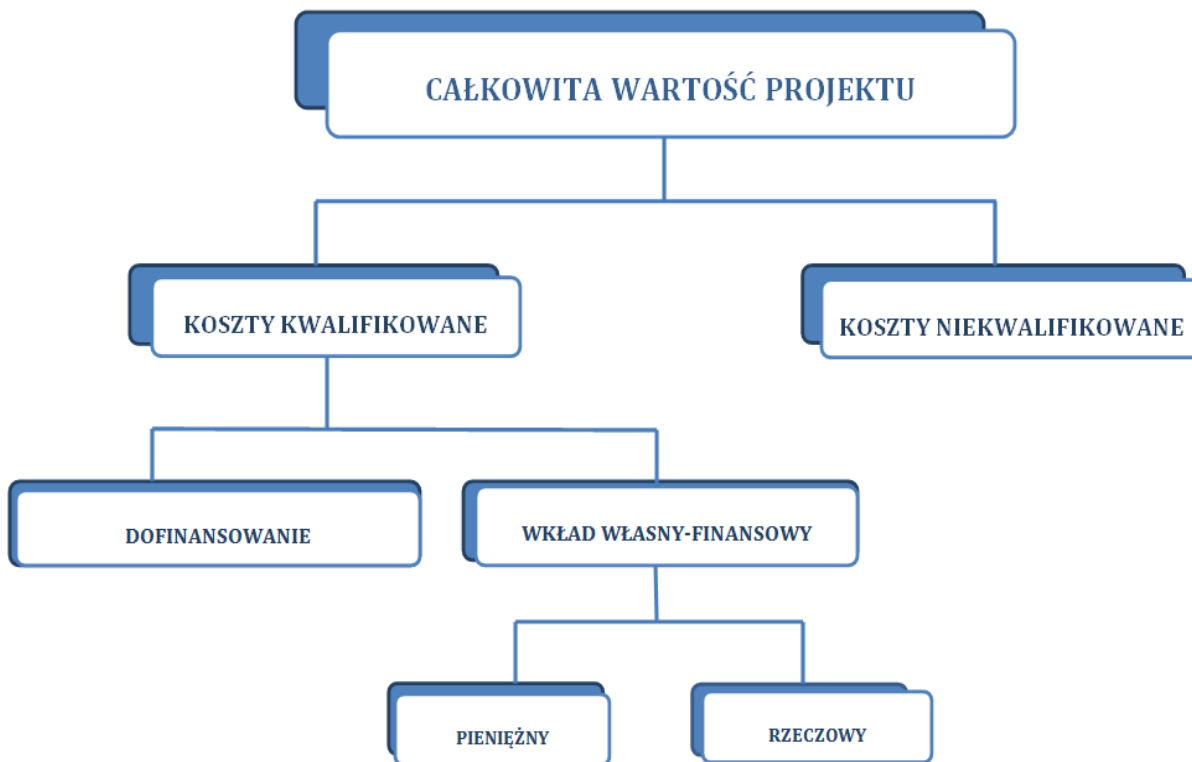 CAŁKOWITA WARTOŚĆ PROJEKTU
KOSZTY KWALIFIKOWANE
KOSZTY NIEKWALIFIKOWANE
DOFINANSOWANIE
WKŁAD WŁASNY-FINANSOWY
PIENIĘŻNY
RZECZOWY